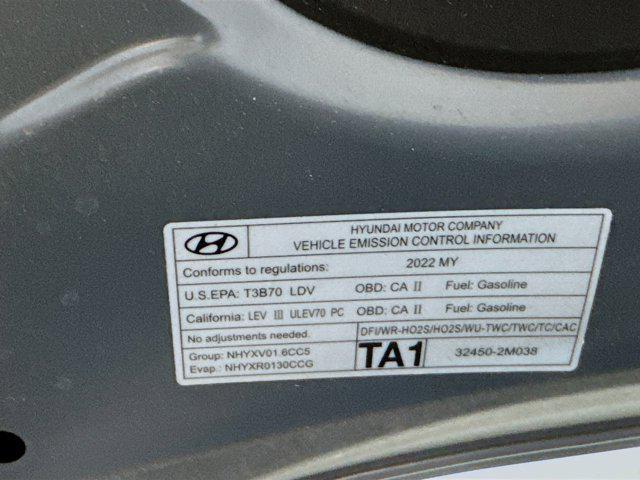 HYUNDAI MOTOR COMPANY
VEHICLE EMISSION CONTROL INFORMATION
Conforms to regulations: 2022 MY
U.S.EPA: T3B70 LDV OBD: CA II Fuel: Gasoline
California: LEV III ULEV70 PC OBD: CA II Fuel: Gasoline
No adjustments needed. DFI/WR-HO2S/HO2S/WU-TWC/TWC/TC/CAC
Group: NHYXV01.6CC5
Evap.: NHYXR0130CCG
TA1 32450-2M038